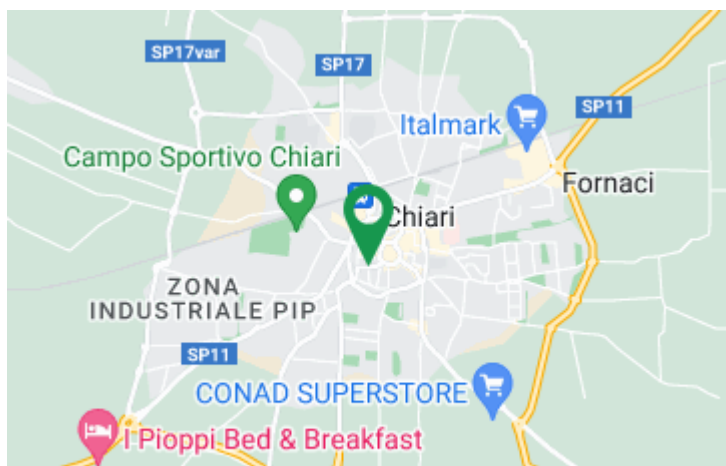 SP17var
SP17
SP11
Italmark
Campo Sportivo Chiari
Fornaci
Chiari
ZONA
INDUSTRIALE PIP
SP11
CONAD SUPERSTORE
I Pioppi Bed & Breakfast